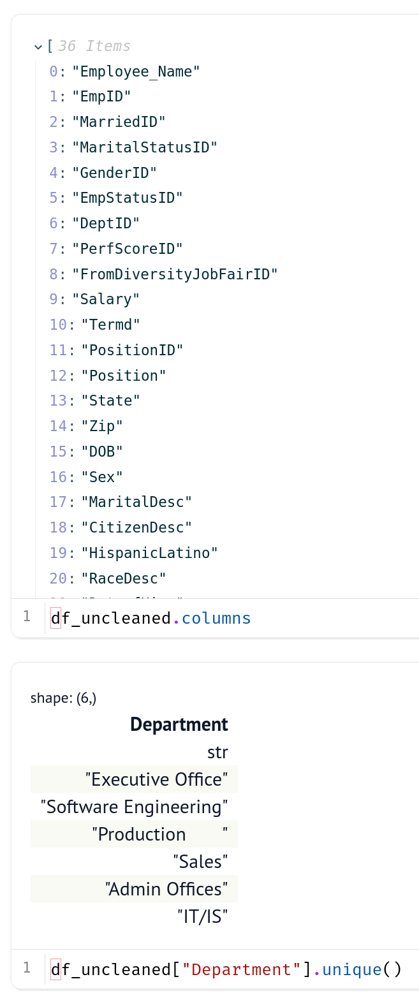 [ 36 Items
0: "Employee_Name"
1: "EmpID"
2: "MarriedID"
3: "MaritalStatusID"
4: "GenderID"
5: "EmpStatusID"
6: "DeptID"
7: "PerfScoreID"
8: "FromDiversityJobFairID"
9: "Salary"
10: "Termd"
11: "PositionID"
12: "Position"
13: "State"
14: "Zip"
15: "DOB"
16: "Sex"
17: "MaritalDesc"
18: "CitizenDesc"
19: "HispanicLatino"
20: "RaceDesc"
1 df_uncleaned.columns
shape: (6,)
Department
str
"Executive Office"
"Software Engineering"
"Production       "
"Sales"
"Admin Offices"
"IT/IS"
1 df_uncleaned["Department"].unique()